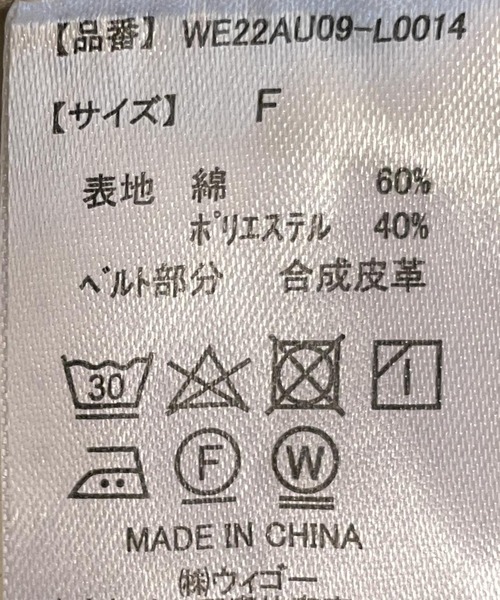 【品番】 WE22AU09-L0014
【サイズ】 F
表地 綿 60%
ポリエステル 40%
ベルト部分 合成皮革
30
F W
MADE IN CHINA
㈱ウィゴー